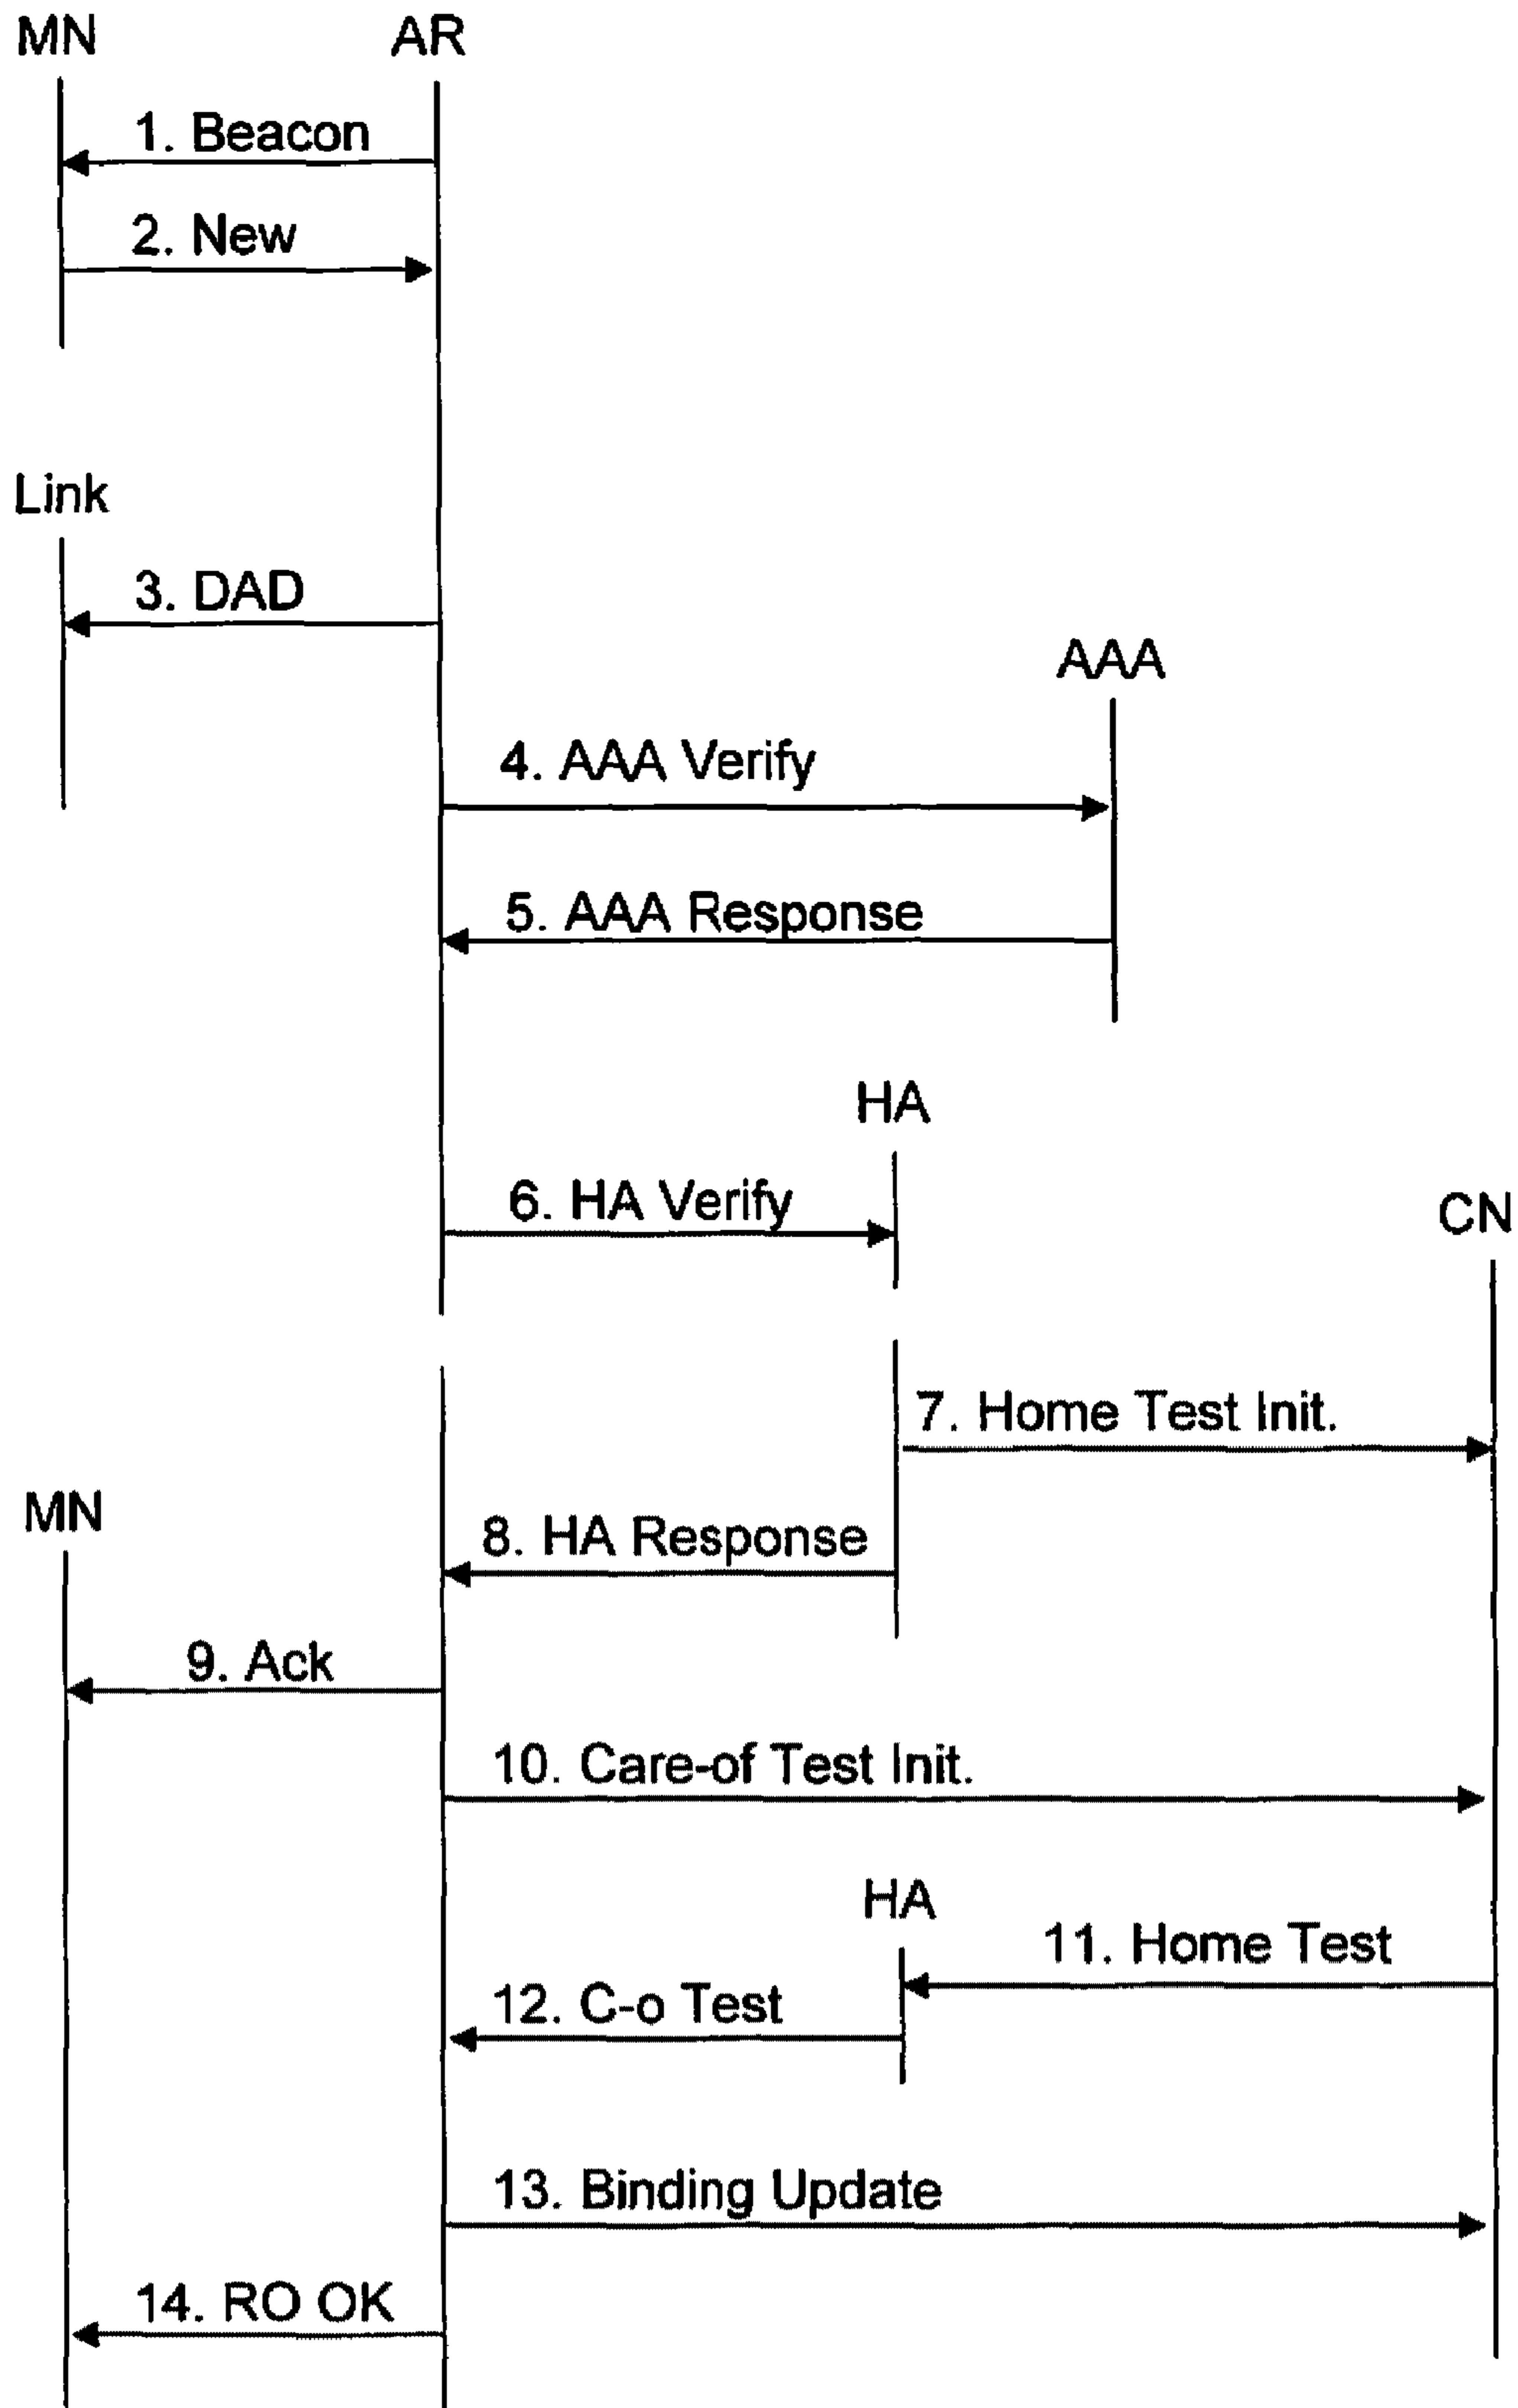 MN
AR
1. Beacon
2. New
Link
3. DAD
AAA
4. AAA Verify
5. AAA Response
HA
6. HA Verify
CN
7. Home Test Init.
MN
8. HA Response
9. Ack
10. Care-of Test Init.
HA
11. Home Test
12. C-o Test
13. Binding Update
14. RO OK